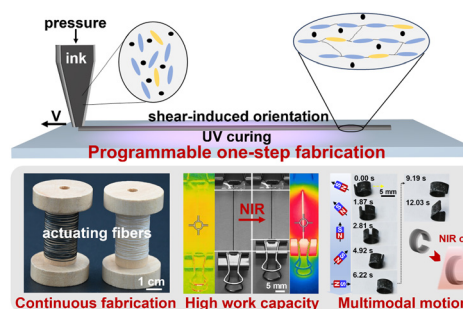 pressure
ink
V
shear-induced orientation
UV curing
Programmable one-step fabrication
actuating fibers
1 cm
Continuous fabrication
NIR
5 mm
High work capacity
0.00 s
1.87 s
2.81 s
4.92 s
6.22 s
5 mm
9.19 s
12.03 s
Multimodal motion